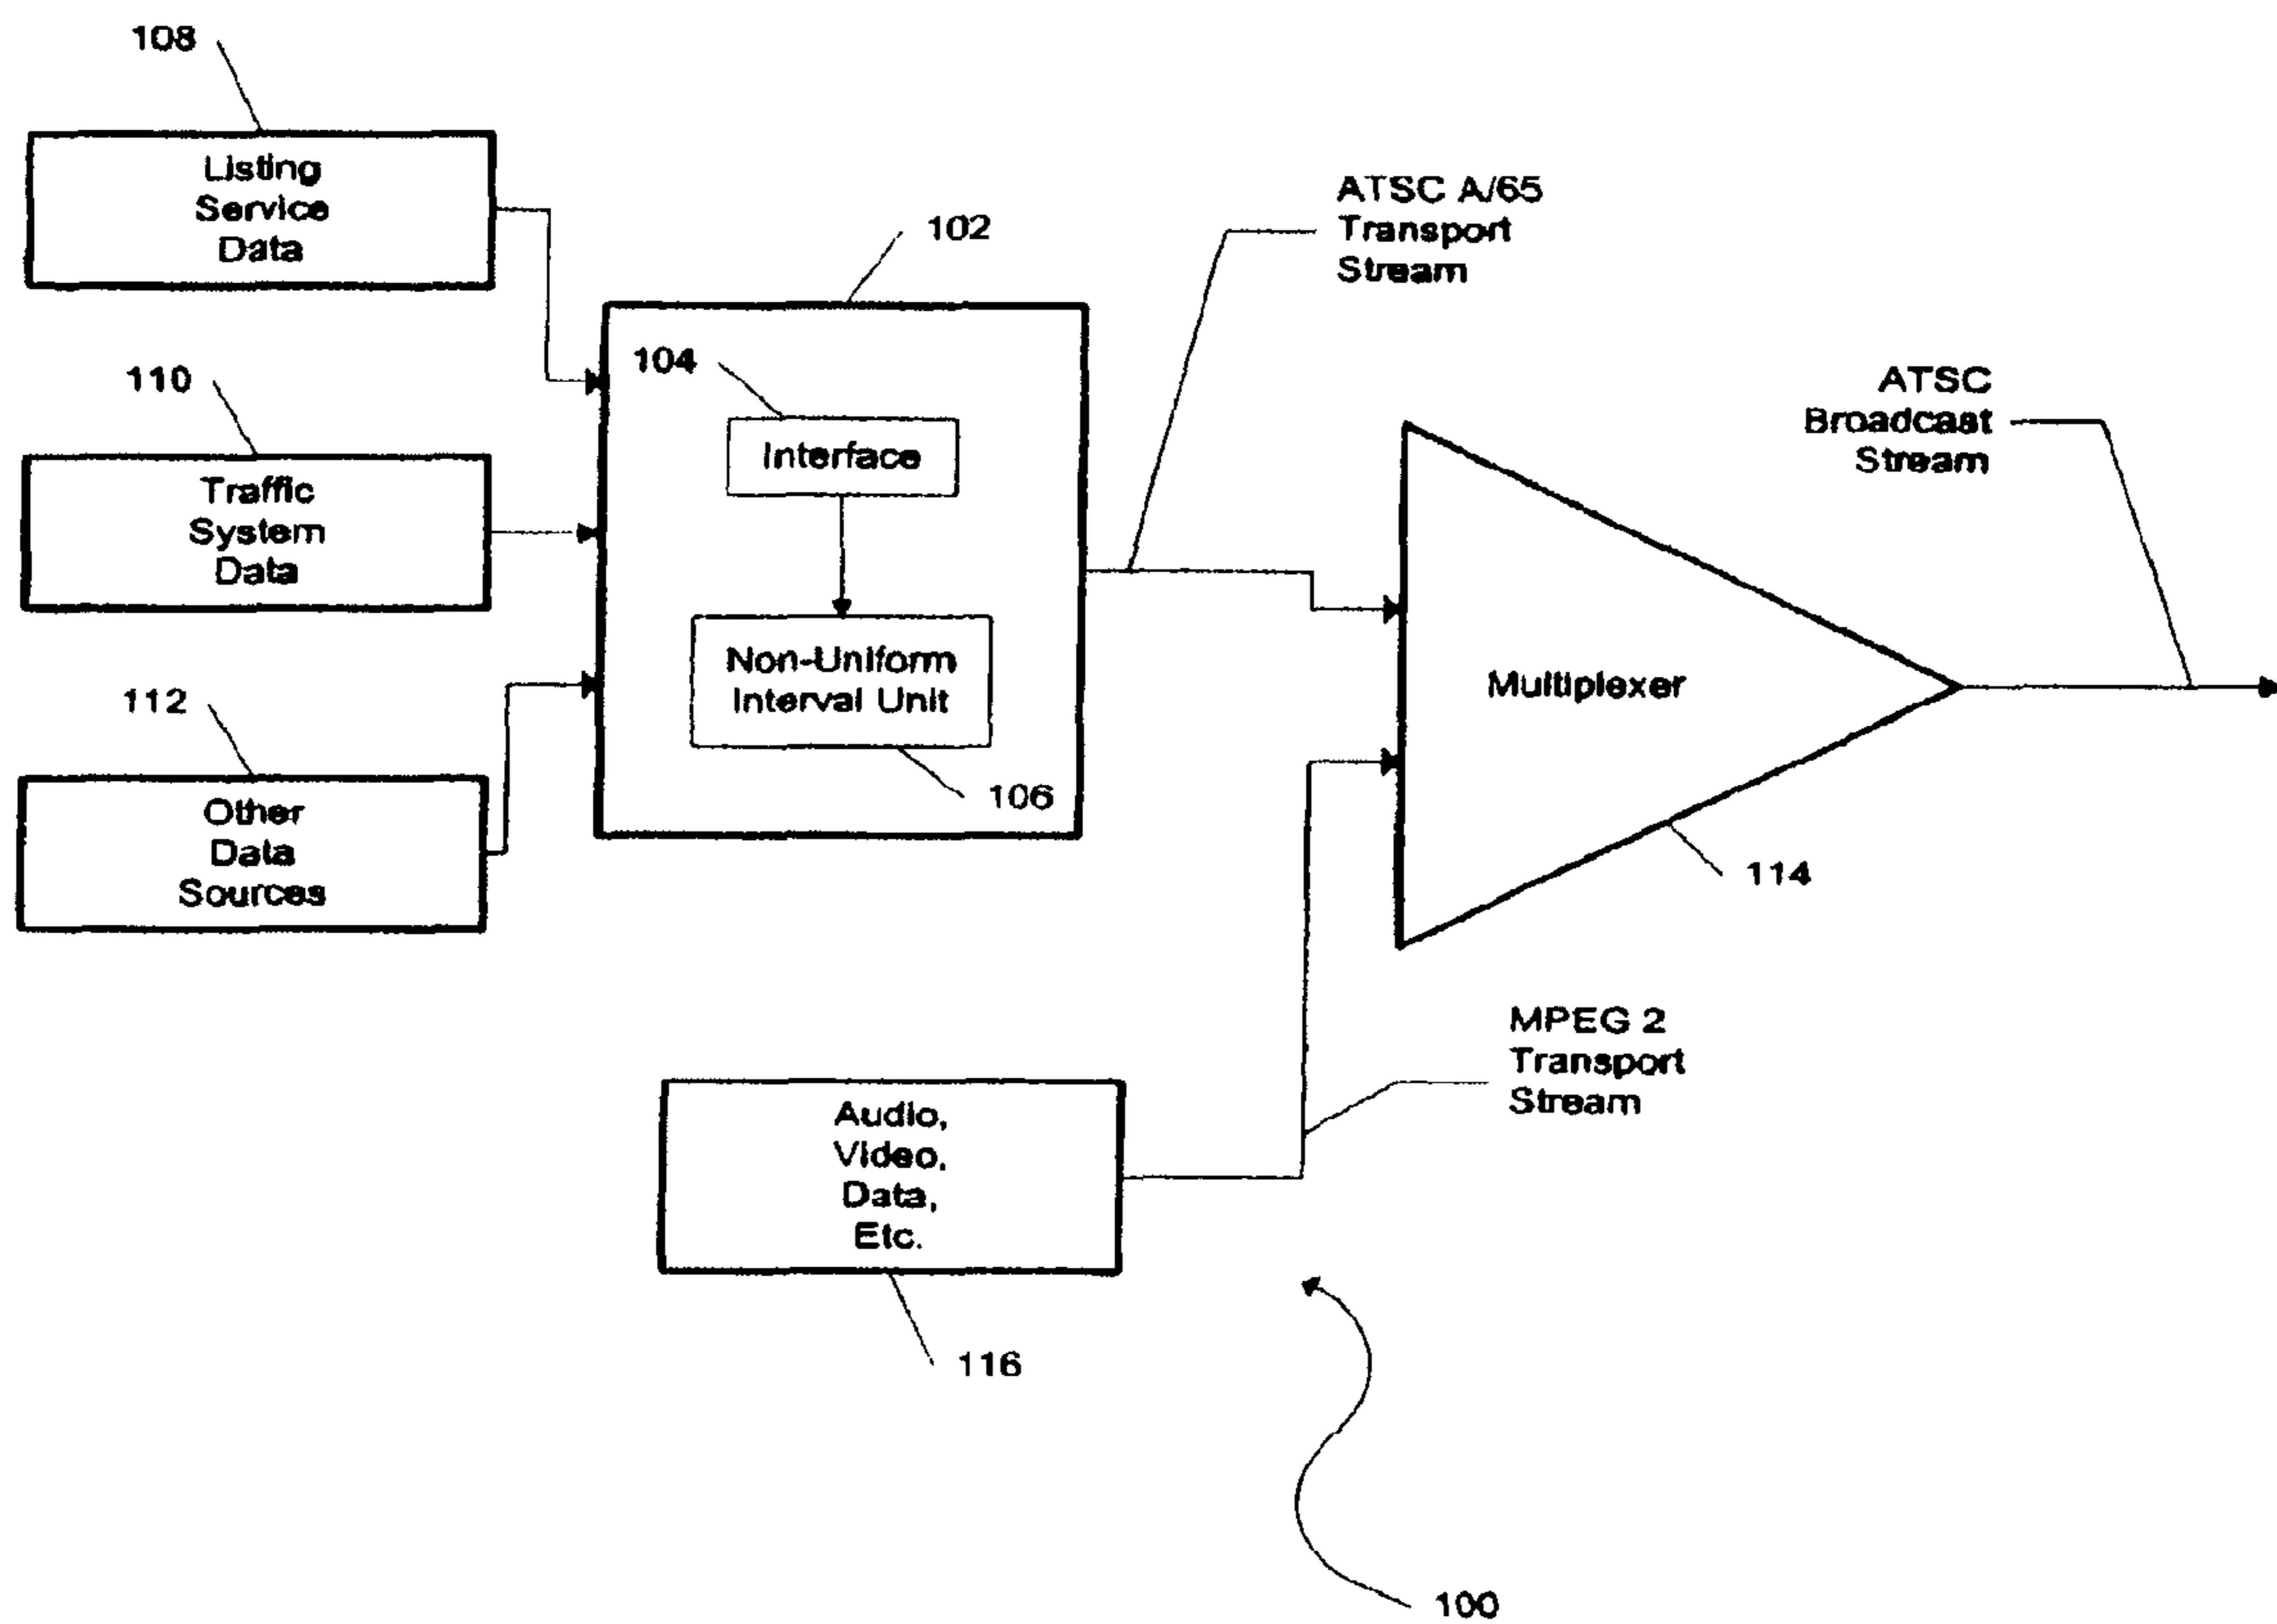 108
Listing
Service
Data
102
ATSC A/65
Transport
Stream
104
Interface
110
Traffic
System
Data
ATSC
Broadcast
Stream
Non-Uniform
Interval Unit
Multiplexer
112
106
Other
Data
Sources
114
MPEG 2
Transport
Stream
Audio,
Video,
Data,
Etc.
116
100